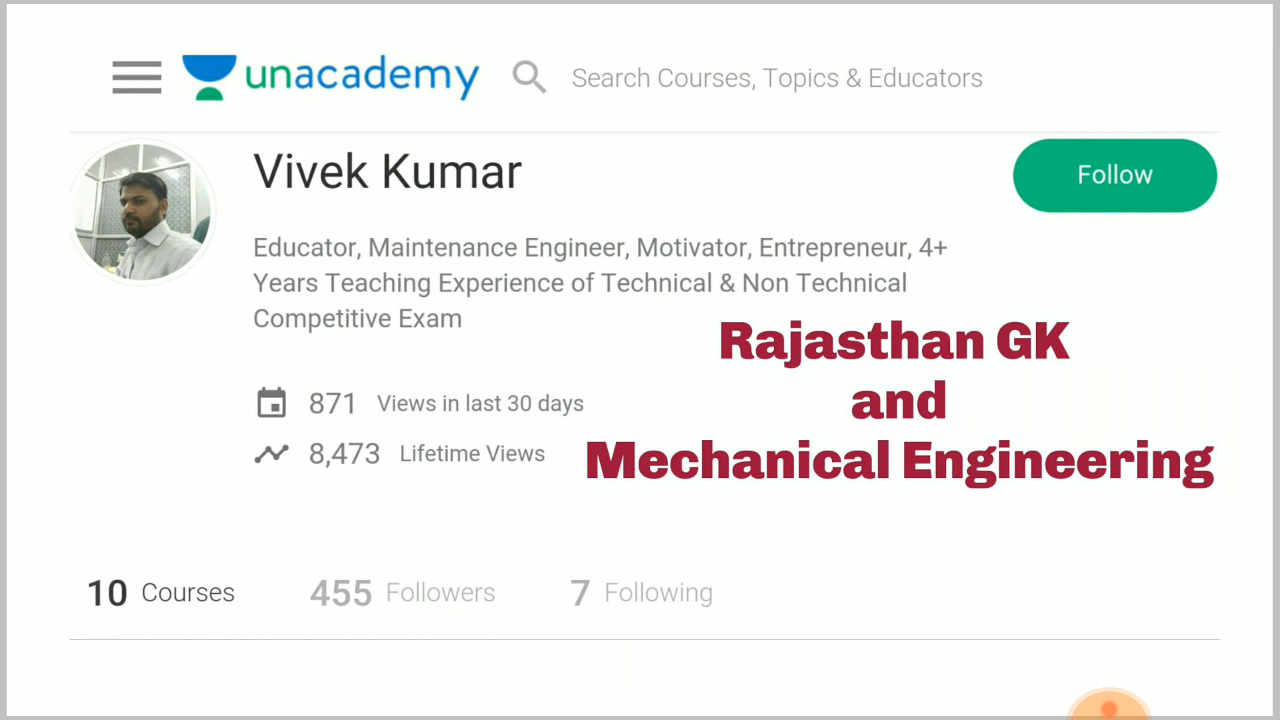 unacademy
Search Courses, Topics & Educators
Vivek Kumar
Follow
Educator, Maintenance Engineer, Motivator, Entrepreneur, 4+
Years Teaching Experience of Technical & Non Technical
Competitive Exam
Rajasthan GK
and
Mechanical Engineering
871 Views in last 30 days
8,473 Lifetime Views
10 Courses 455 Followers 7 Following